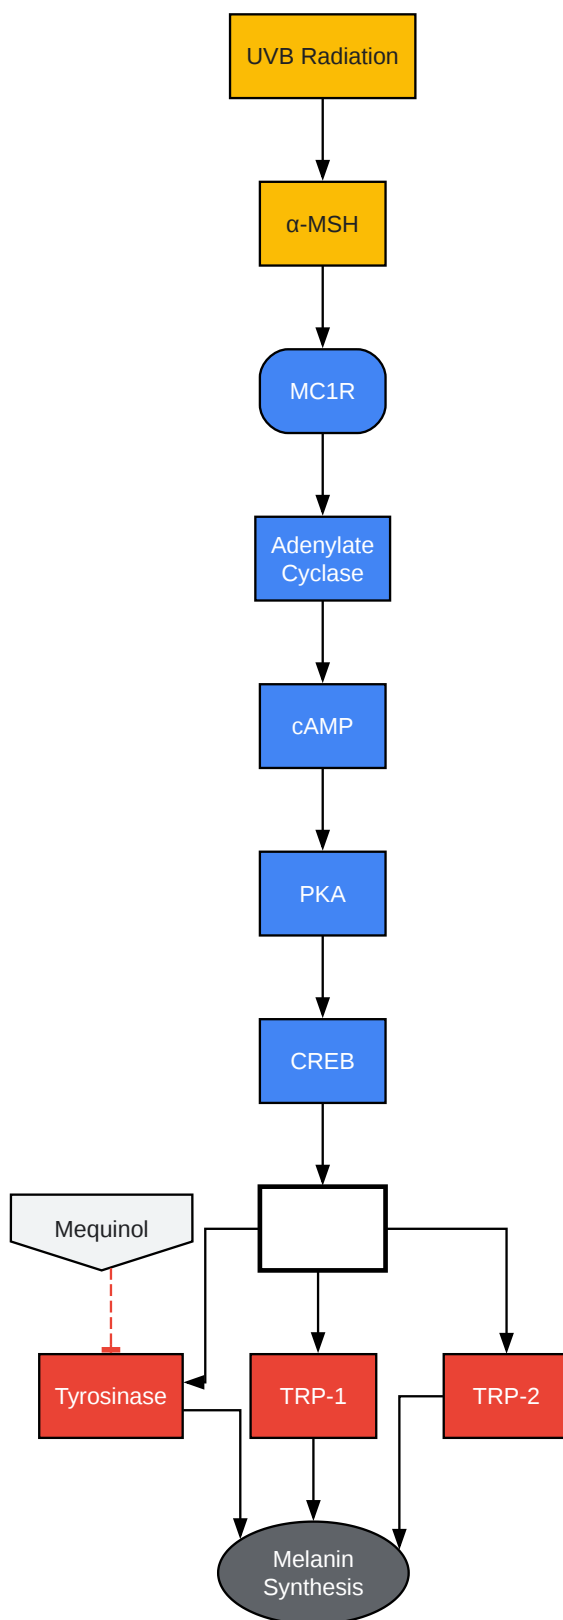 UVB Radiation
α-MSH
MC1R
Adenylate
Cyclase
cAMP
PKA
CREB
Mequinol
Tyrosinase
TRP-1
TRP-2
Melanin
Synthesis